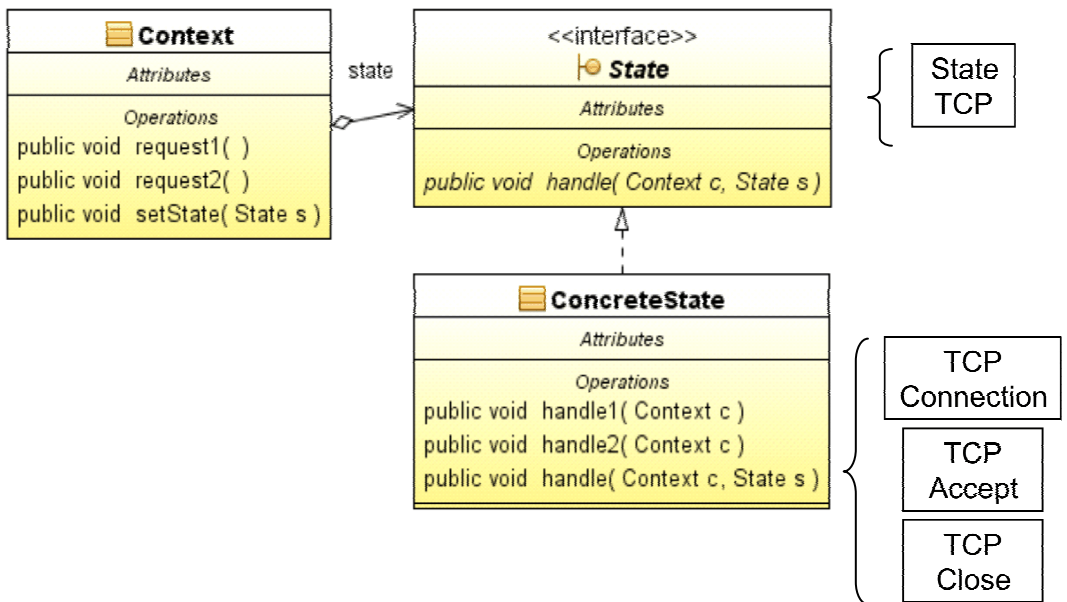 Context
Attributes
Operations
public void request1( )
public void request2( )
public void setState( State s )
state
<<interface>>
State
Attributes
Operations
public void handle( Context c, State s )
State
TCP
ConcreteState
Attributes
Operations
public void handle1( Context c )
public void handle2( Context c )
public void handle( Context c, State s )
TCP
Connection
TCP
Accept
TCP
Close